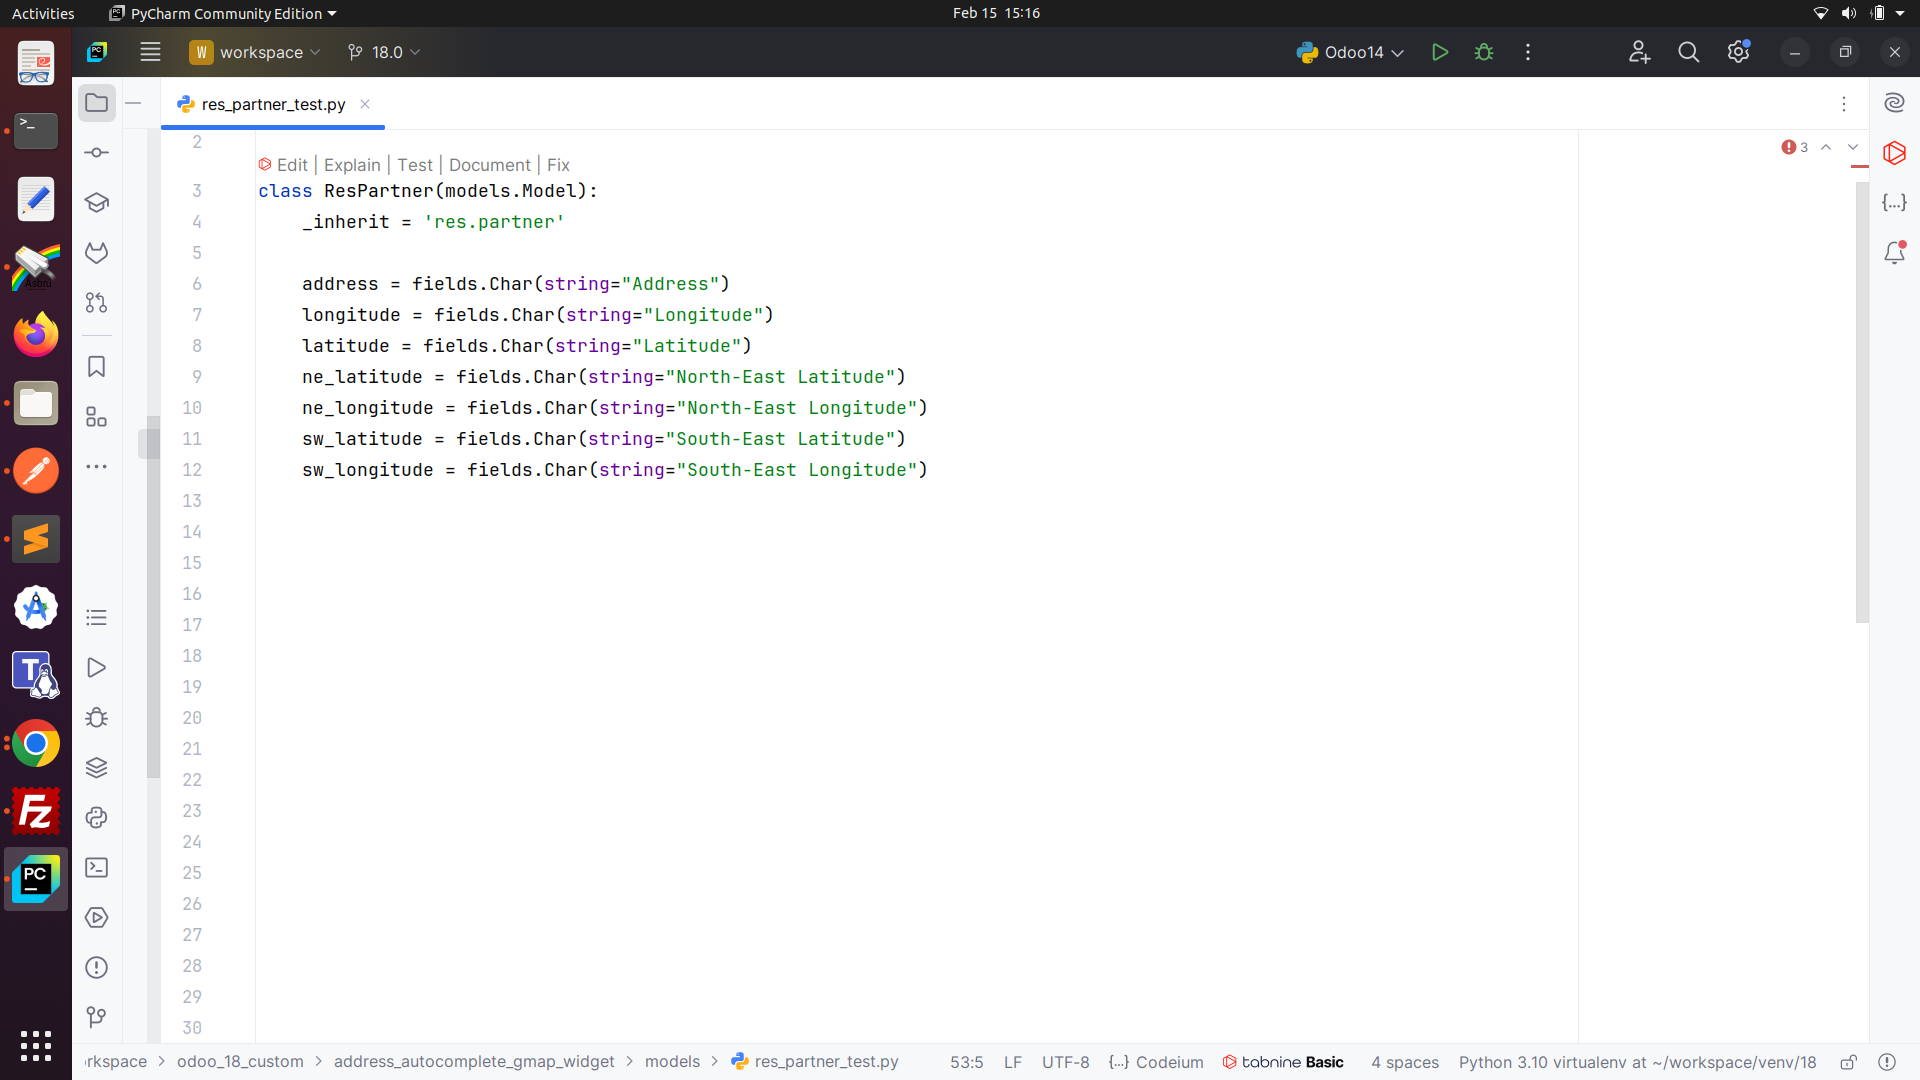 Activities
PyCharm Community Edition
Feb 15 15:16
W workspace
18.0
Odoo14
res_partner_test.py
2
Edit | Explain | Test | Document | Fix
3 class ResPartner(models.Model):
4 _inherit = 'res.partner'
5
6 address = fields.Char(string="Address")
7 longitude = fields.Char(string="Longitude")
8 latitude = fields.Char(string="Latitude")
9 ne_latitude = fields.Char(string="North-East Latitude")
10 ne_longitude = fields.Char(string="North-East Longitude")
11 sw_latitude = fields.Char(string="South-East Latitude")
12 sw_longitude = fields.Char(string="South-East Longitude")
13
14
15
16
17
18
19
20
21
22
23
24
25
26
27
28
29
30
3
Astru
T
Fz
PC
rkspace > odoo_18_custom > address_autocomplete_gmap_widget > models > res_partner_test.py
53:5 LF UTF-8 {...} Codeium tabnine Basic 4 spaces Python 3.10 virtualenv at ~/workspace/venv/18